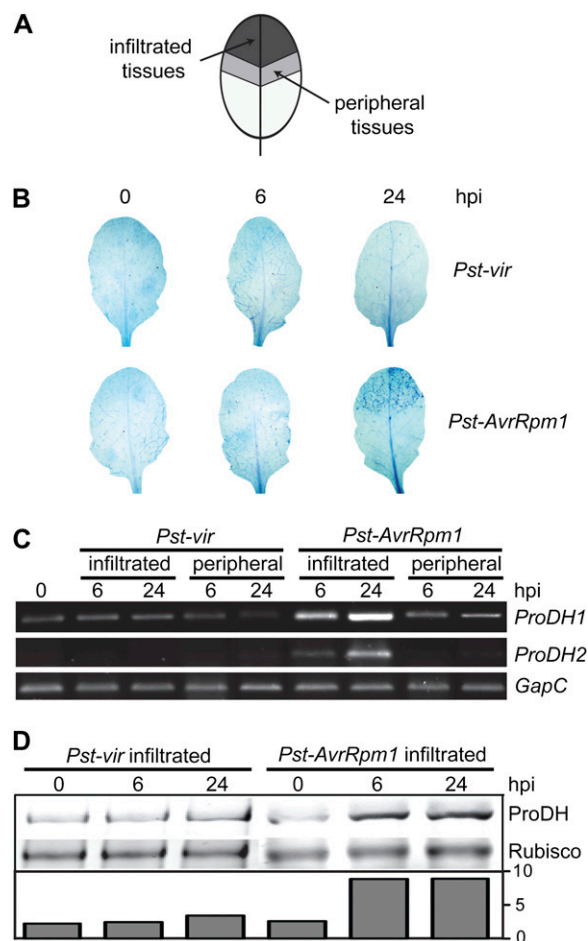 A
infiltrated
tissues
peripheral
tissues
B
0 6 24 hpi
Pst-vir
Pst-AvrRpm1
C
Pst-vir Pst-AvrRpm1
infiltrated peripheral infiltrated peripheral
0 6 24 6 24 6 24 6 24 hpi
ProDH1
ProDH2
GapC
D
Pst-vir infiltrated Pst-AvrRpm1 infiltrated
0 6 24 0 6 24 hpi
ProDH
Rubisco
10
5
0